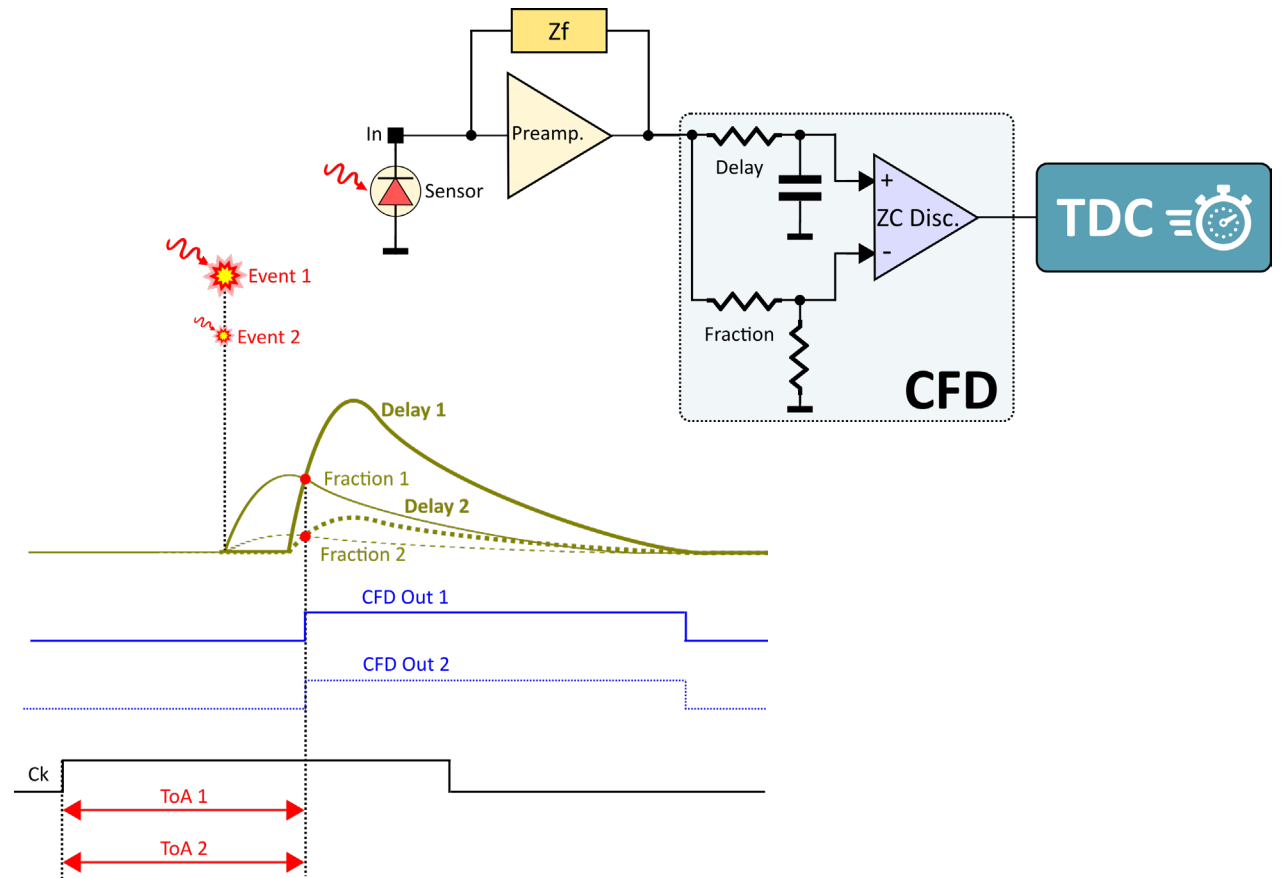 Zf
In
Preamp.
Sensor
Delay
+
ZC Disc.
-
TDC
Fraction
CFD
Event 1
Event 2
Delay 1
Fraction 1
Delay 2
Fraction 2
CFD Out 1
CFD Out 2
Ck
ToA 1
ToA 2